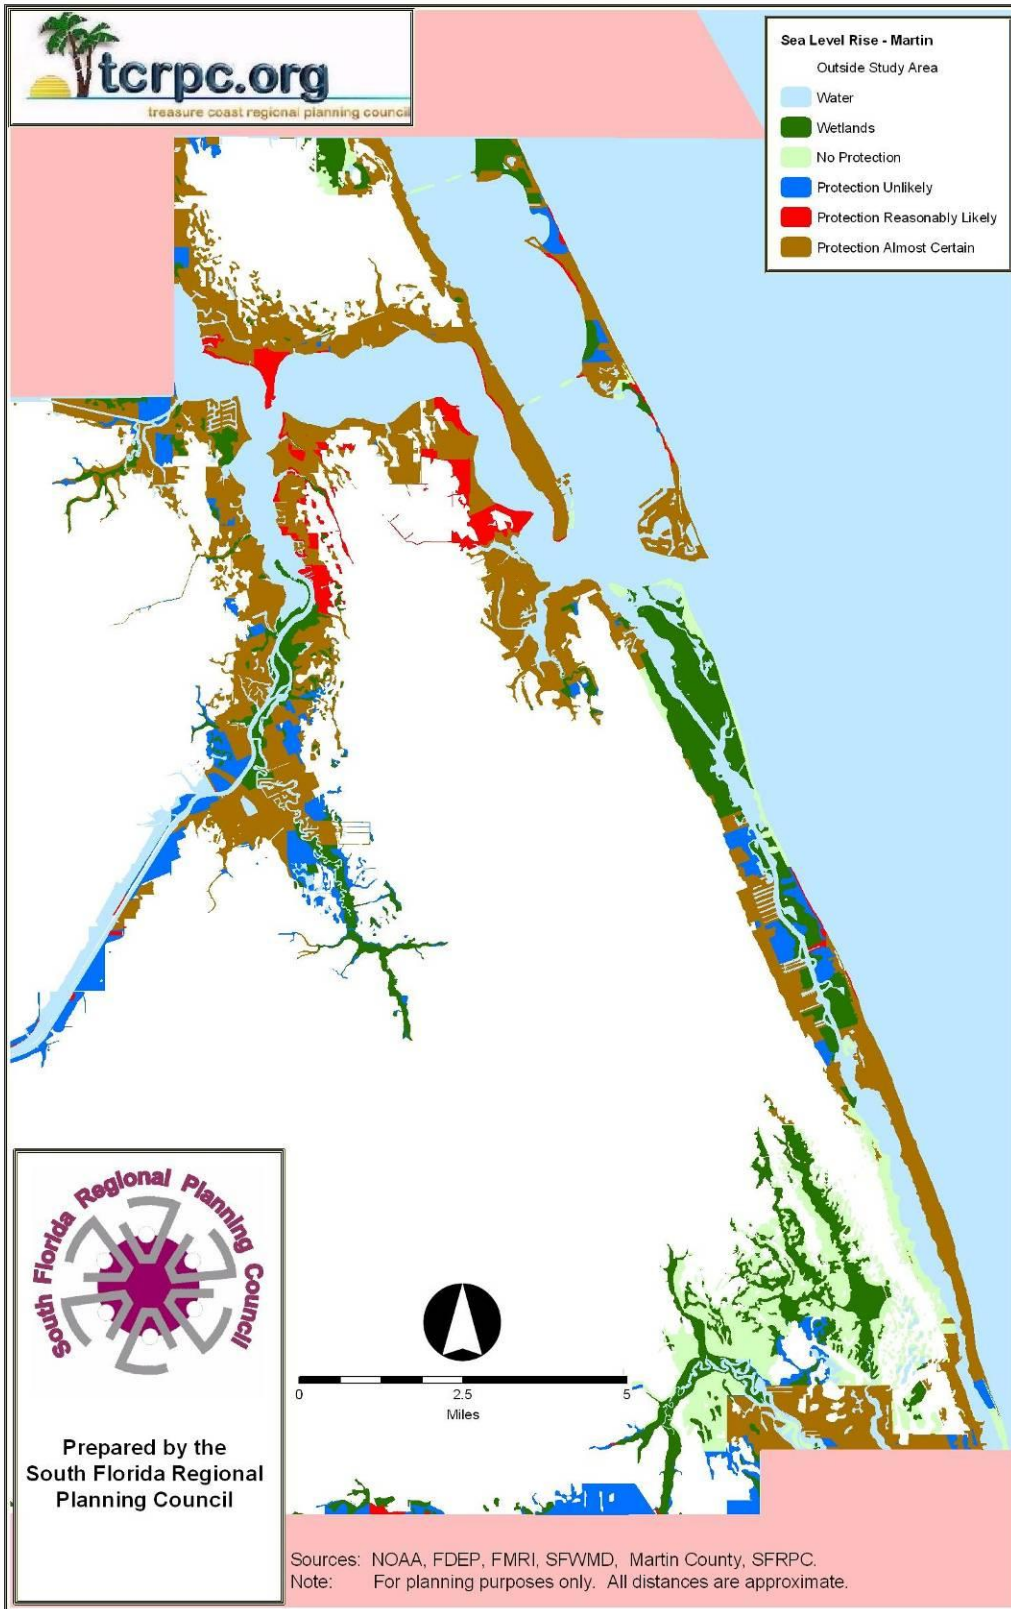 tcrpc.org
treasure coast regional planning council
Sea Level Rise - Martin
Outside Study Area
Water
Wetlands
No Protection
Protection Unlikely
Protection Reasonably Likely
Protection Almost Certain
South Florida Regional Planning Council
Prepared by the
South Florida Regional
Planning Council
0 2.5 5
Miles
Sources: NOAA, FDEP, FMRI, SFWMD, Martin County, SFRPC.
Note: For planning purposes only. All distances are approximate.